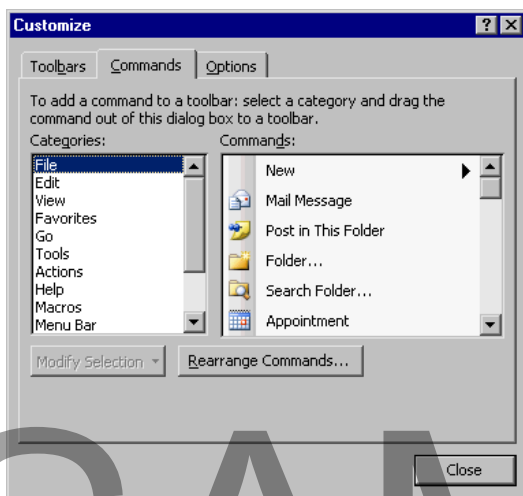 Customize
Toolbars Commands Options
To add a command to a toolbar: select a category and drag the
command out of this dialog box to a toolbar.
Categories:
File
Edit
View
Favorites
Go
Tools
Actions
Help
Macros
Menu Bar
Commands:
New
Mail Message
Post in This Folder
Folder...
Search Folder...
Appointment
Modify Selection
Rearrange Commands...
Close